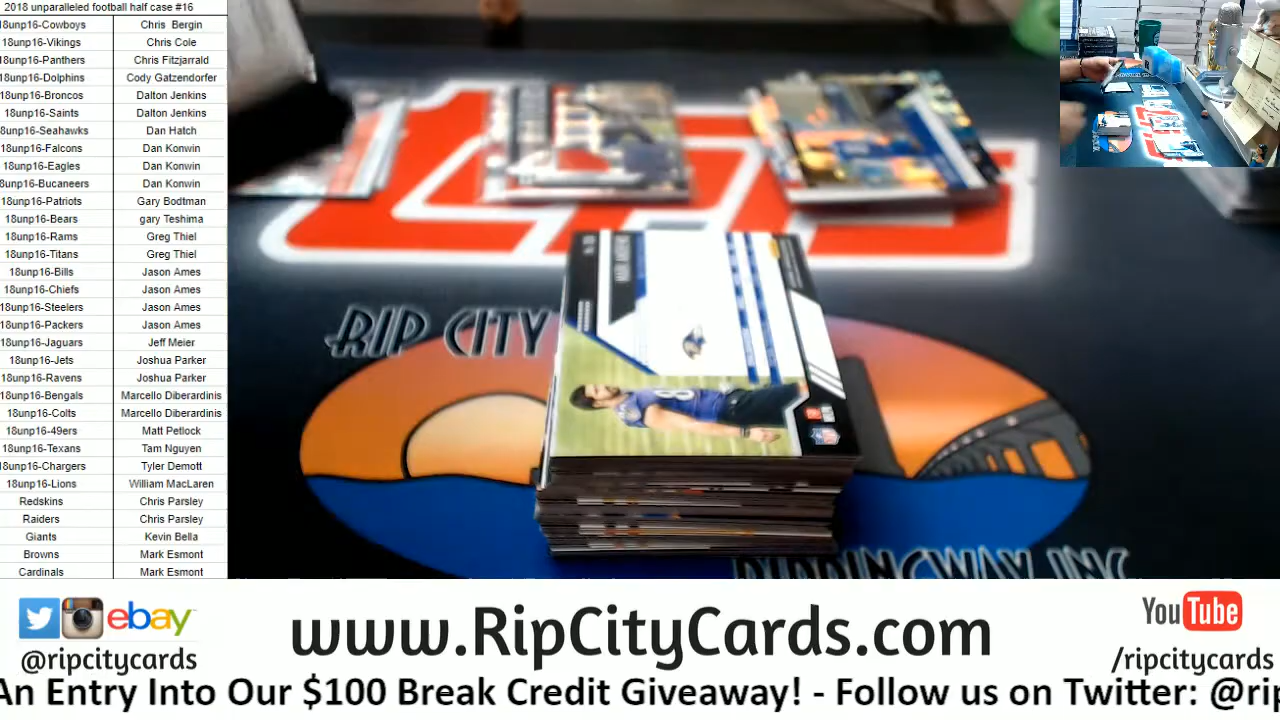 2018 unparalleled football half case #16
18unp16-Cowboys Chris Bergin
18unp16-Vikings Chris Cole
18unp16-Panthers Chris Fitzjarrald
18unp16-Dolphins Cody Gatzendorfer
18unp16-Broncos Dalton Jenkins
18unp16-Saints Dalton Jenkins
8unp16-Seahawks Dan Hatch
18unp16-Falcons Dan Konwin
18unp16-Eagles Dan Konwin
8unp16-Bucaneers Dan Konwin
18unp16-Patriots Gary Bodtman
18unp16-Bears gary Teshima
18unp16-Rams Greg Thiel
18unp16-Titans Greg Thiel
18unp16-Bills Jason Ames
18unp16-Chiefs Jason Ames
18unp16-Steelers Jason Ames
18unp16-Packers Jason Ames
18unp16-Jaguars Jeff Meier
18unp16-Jets Joshua Parker
18unp16-Ravens Joshua Parker
18unp16-Bengals Marcello Diberardinis
18unp16-Colts Marcello Diberardinis
18unp16-49ers Matt Petlock
18unp16-Texans Tam Nguyen
18unp16-Chargers Tyler Demott
18unp16-Lions William MacLaren
Redskins Chris Parsley
Raiders Chris Parsley
Giants Kevin Bella
Browns Mark Esmont
Cardinals Mark Esmont
RIP CITY
RIPPINGWAY INC
ebay
@ripcitycards
www.RipCityCards.com
YouTube
/ripcitycards
An Entry Into Our $100 Break Credit Giveaway! - Follow us on Twitter: @rip